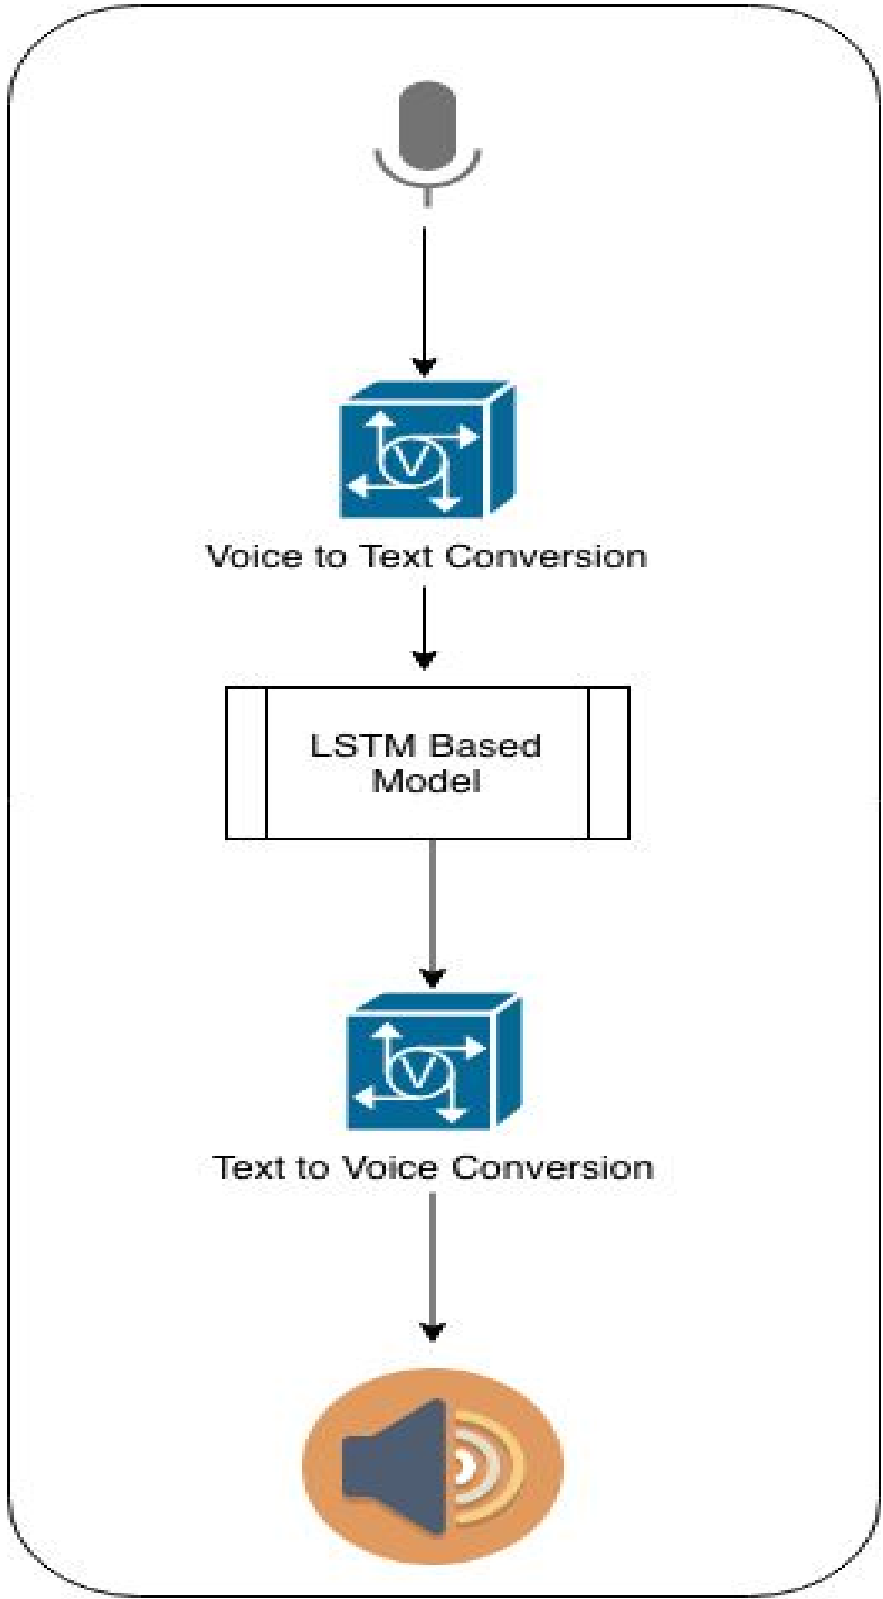 V
Voice to Text Conversion
LSTM Based
Model
V
Text to Voice Conversion